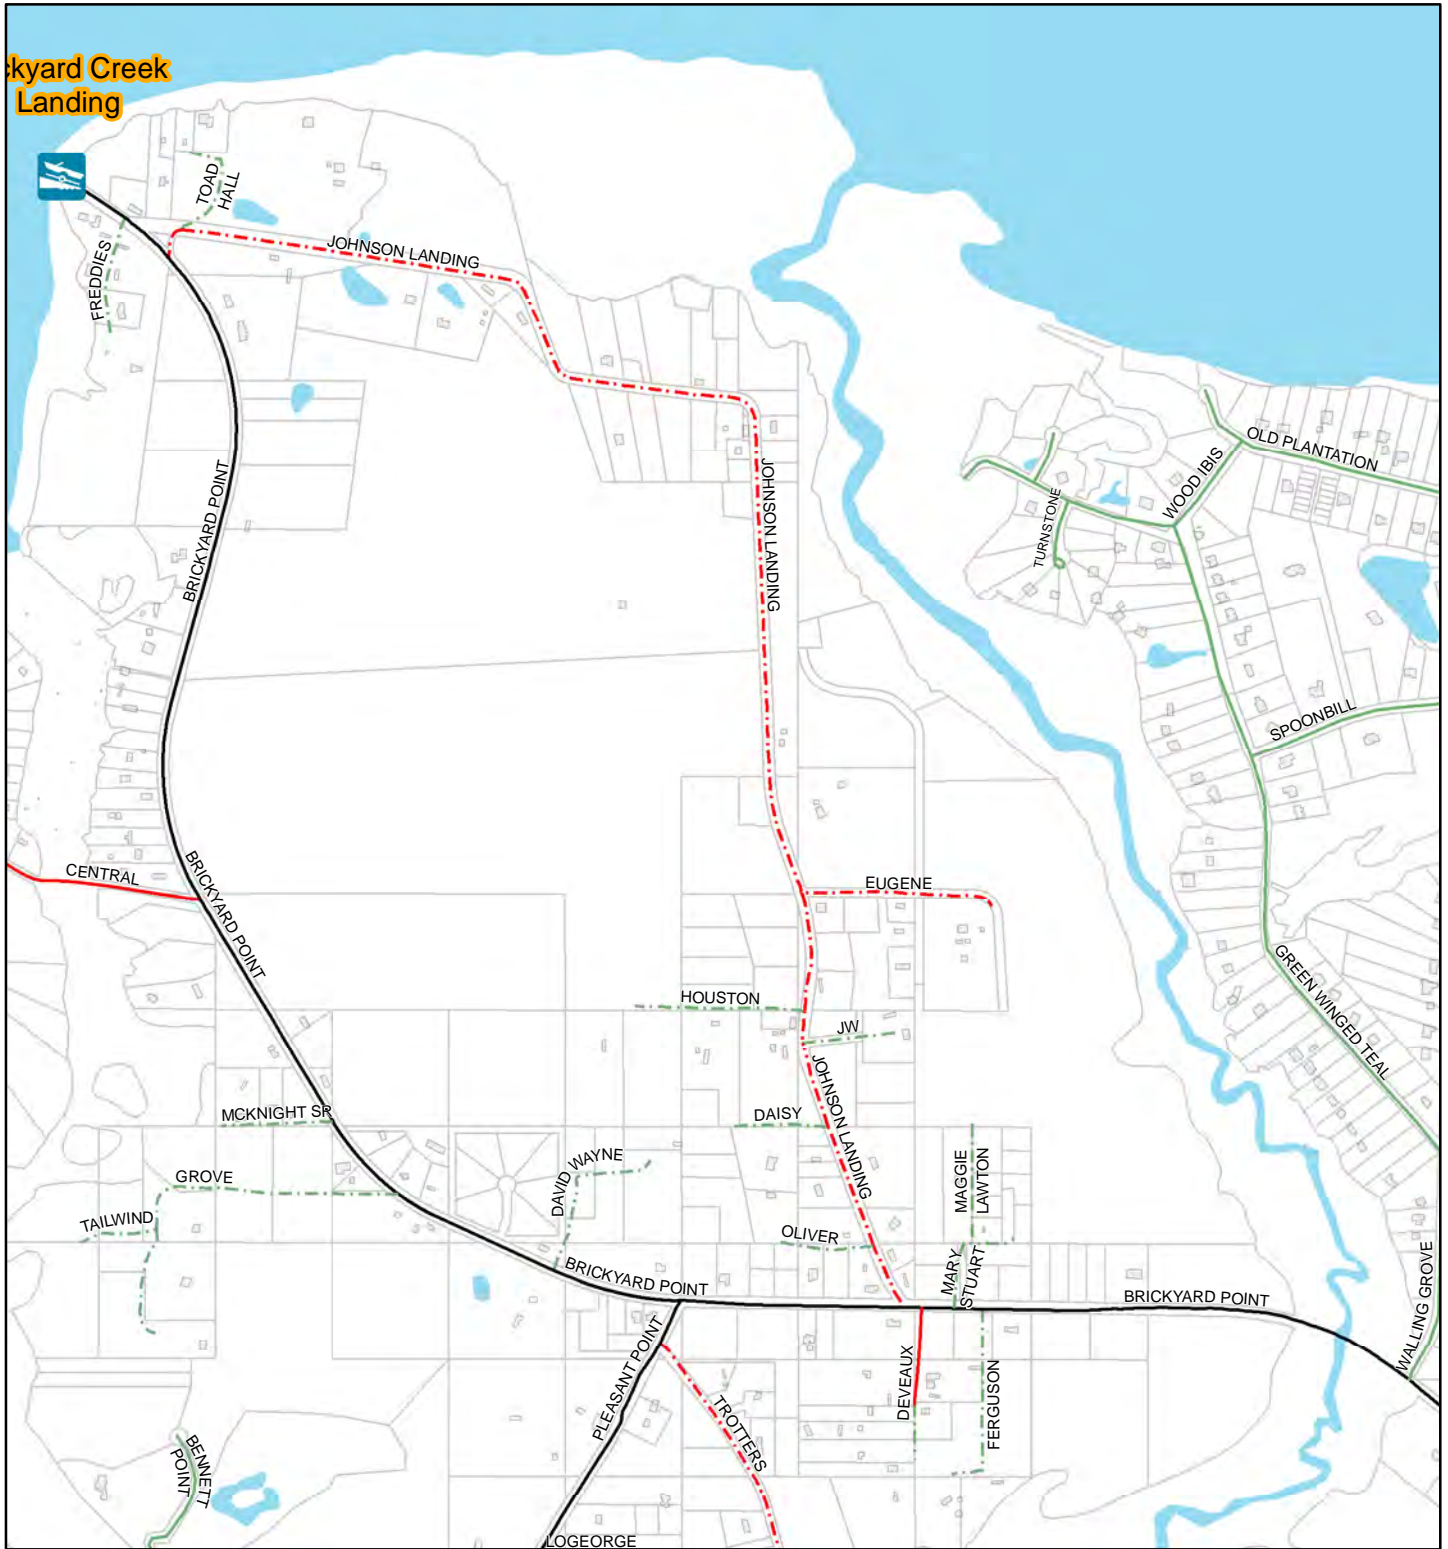 ckyard Creek
Landing
TOAD
HALL
FREDDIES
JOHNSON LANDING
BRICKYARD POINT
JOHNSON LANDING
OLD PLANTATION
WOOD IBIS
TURNSTONE
SPOONBILL
CENTRAL
BRICKYARD POINT
EUGENE
HOUSTON
JW
GREEN WINGED TEAL
JOHNSON LANDING
MCKNIGHT SR
DAISY
GROVE
TAILWIND
DAVID WAYNE
MAGGIE
LAWTON
OLIVER
MARY
STUART
BRICKYARD POINT
BRICKYARD POINT
WALLING GROVE
PLEASANT POINT
TROTTERS
DEVEAUX
FERGUSON
BENNETT
POINT
LOGEORGE